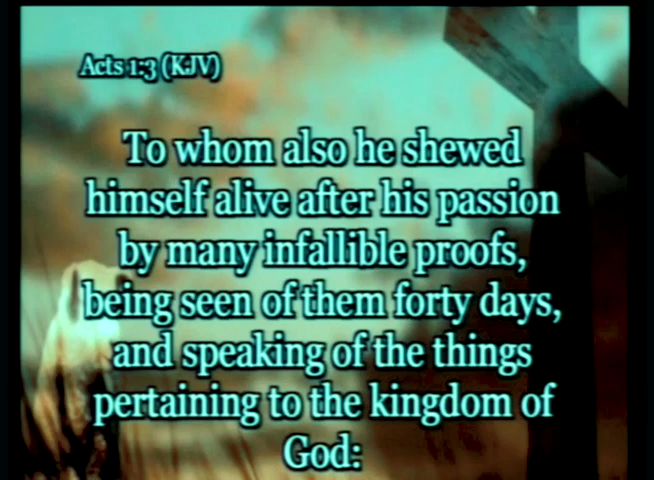 Acts 1:3 (KJV)
To whom also he shewed
himself alive after his passion
by many infallible proofs,
being seen of them forty days,
and speaking of the things
pertaining to the kingdom of
God: